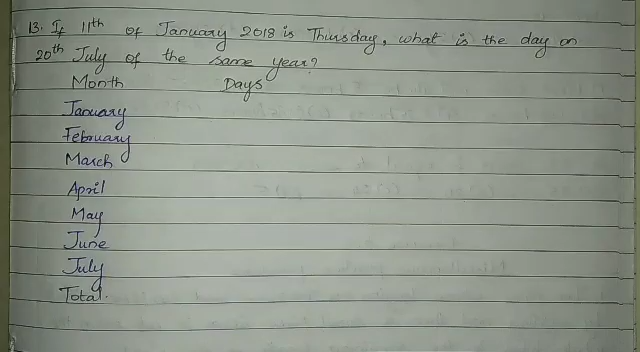 13. If 11th of January 2018 is Thursday, what is the day on
20th July of the same year?
Month Days
January
February
March
April
May
June
July
Total.